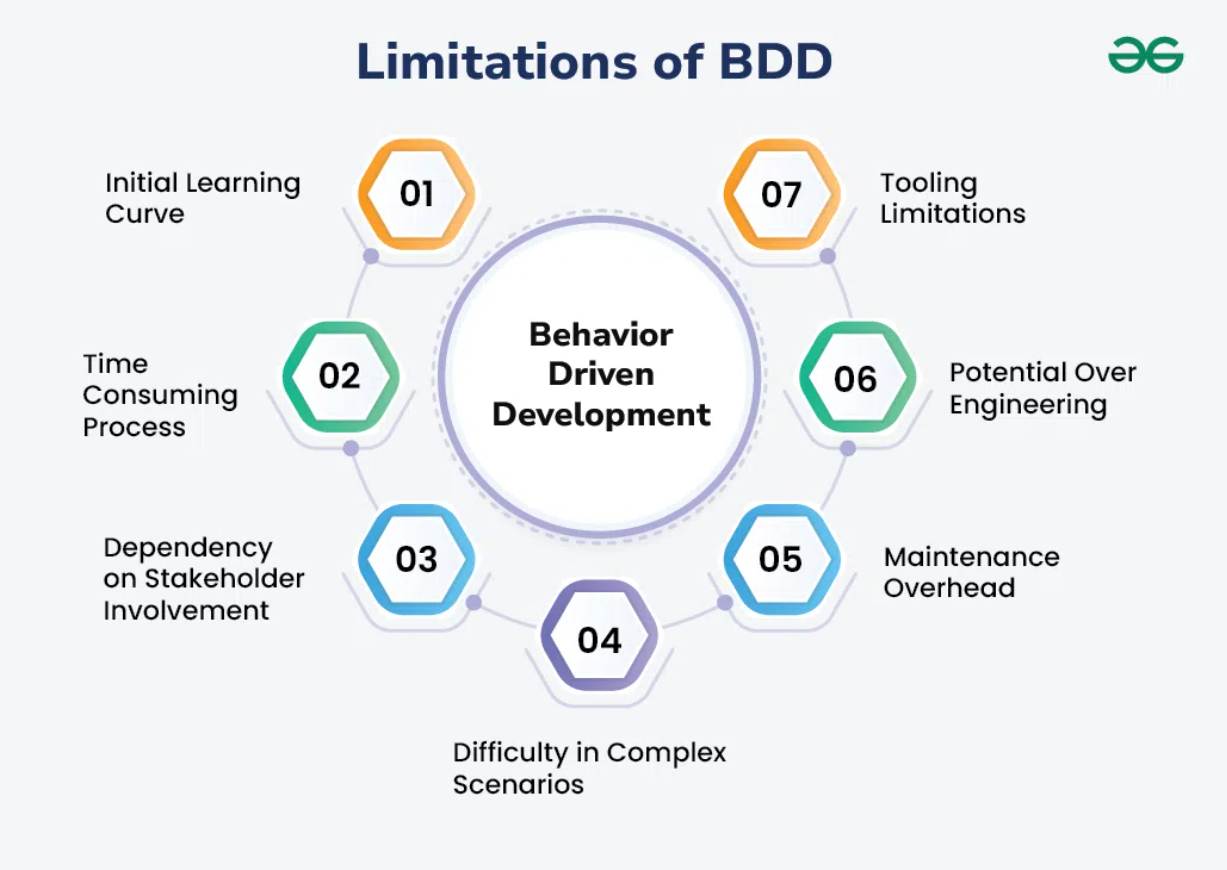 Limitations of BDD
01
Initial Learning
Curve
02
Time
Consuming
Process
03
Dependency
on Stakeholder
Involvement
04
Difficulty in Complex
Scenarios
05
Maintenance
Overhead
06
Potential Over
Engineering
07
Tooling
Limitations
Behavior
Driven
Development